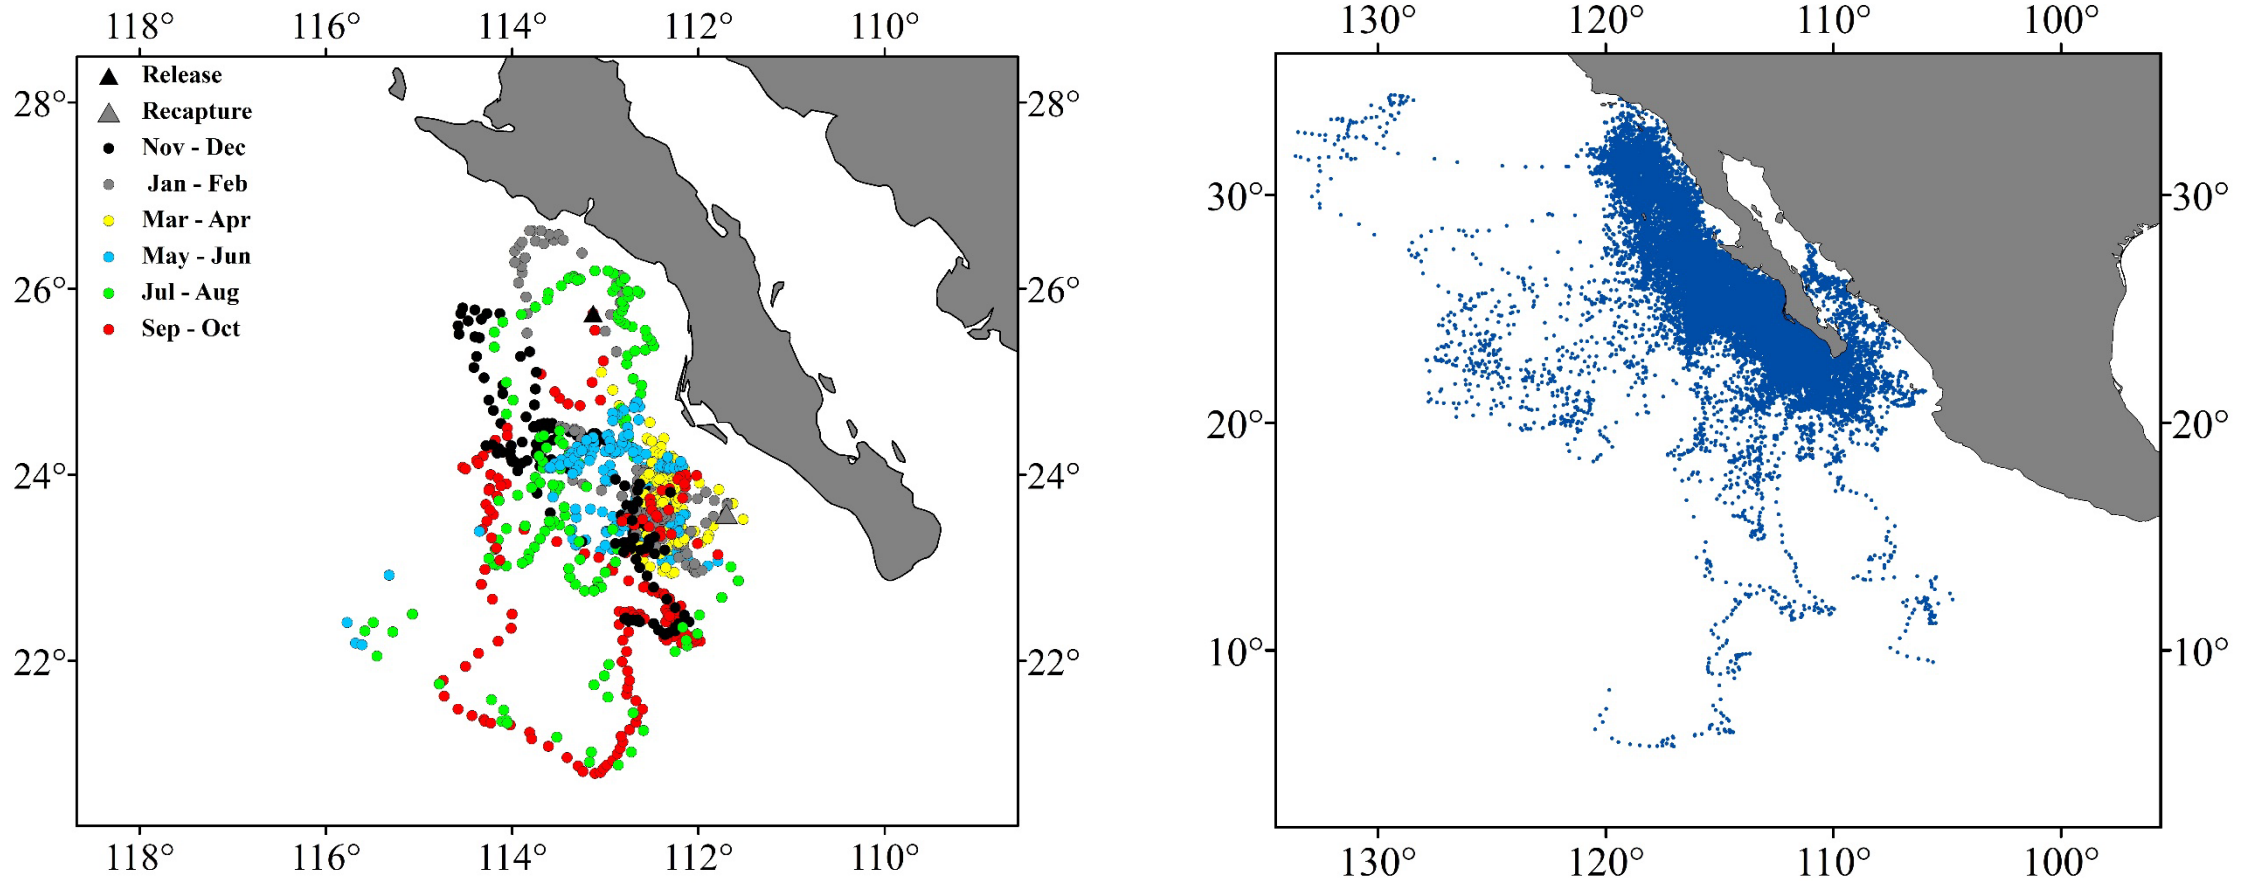 118° 116° 114° 112° 110°
28° 28°
26° 26°
24° 24°
22° 22°
Release
Recapture
Nov - Dec
Jan - Feb
Mar - Apr
May - Jun
Jul - Aug
Sep - Oct
118° 116° 114° 112° 110°
130° 120° 110° 100°
30° 30°
20° 20°
10° 10°
130° 120° 110° 100°